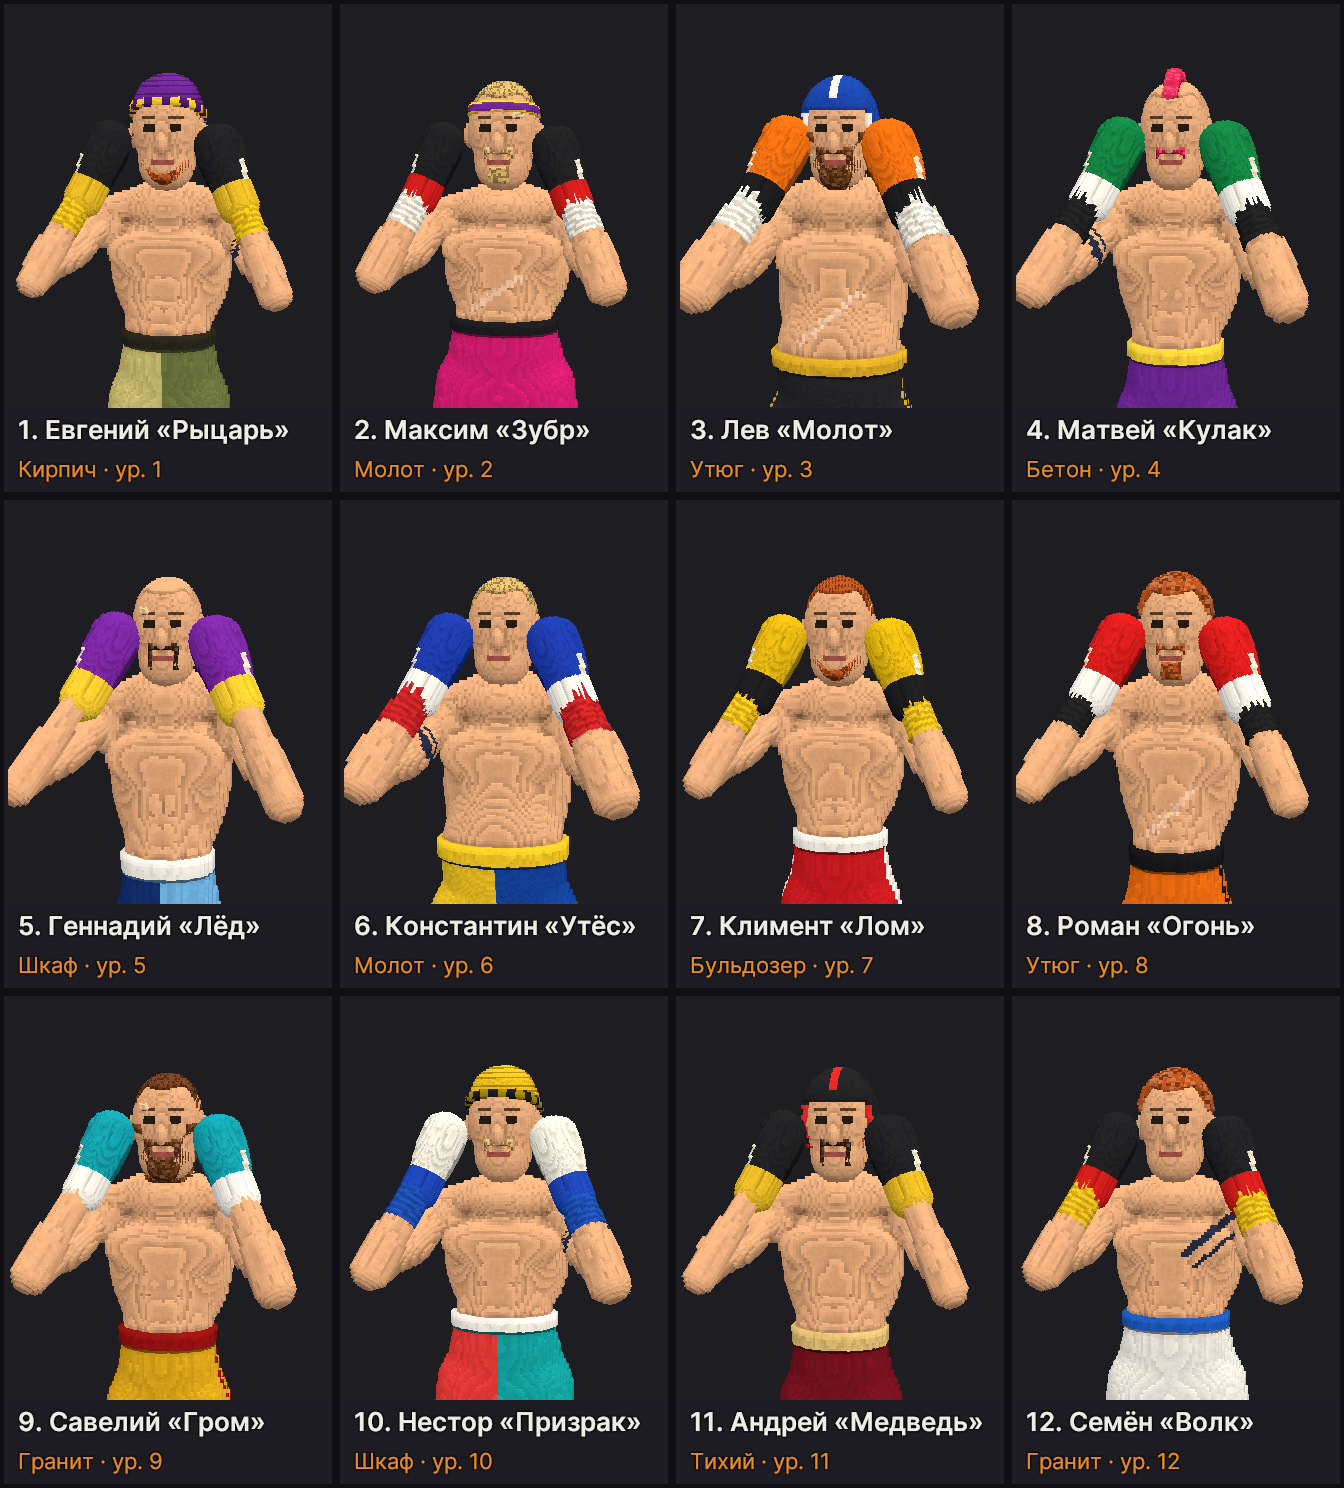 1. Евгений «Рыцарь»
Кирпич · ур. 1
2. Максим «Зубр»
Молот · ур. 2
3. Лев «Молот»
Утюг · ур. 3
4. Матвей «Кулак»
Бетон · ур. 4
5. Геннадий «Лёд»
Шкаф · ур. 5
6. Константин «Утёс»
Молот · ур. 6
7. Климент «Лом»
Бульдозер · ур. 7
8. Роман «Огонь»
Утюг · ур. 8
9. Савелий «Гром»
Гранит · ур. 9
10. Нестор «Призрак»
Шкаф · ур. 10
11. Андрей «Медведь»
Тихий · ур. 11
12. Семён «Волк»
Гранит · ур. 12